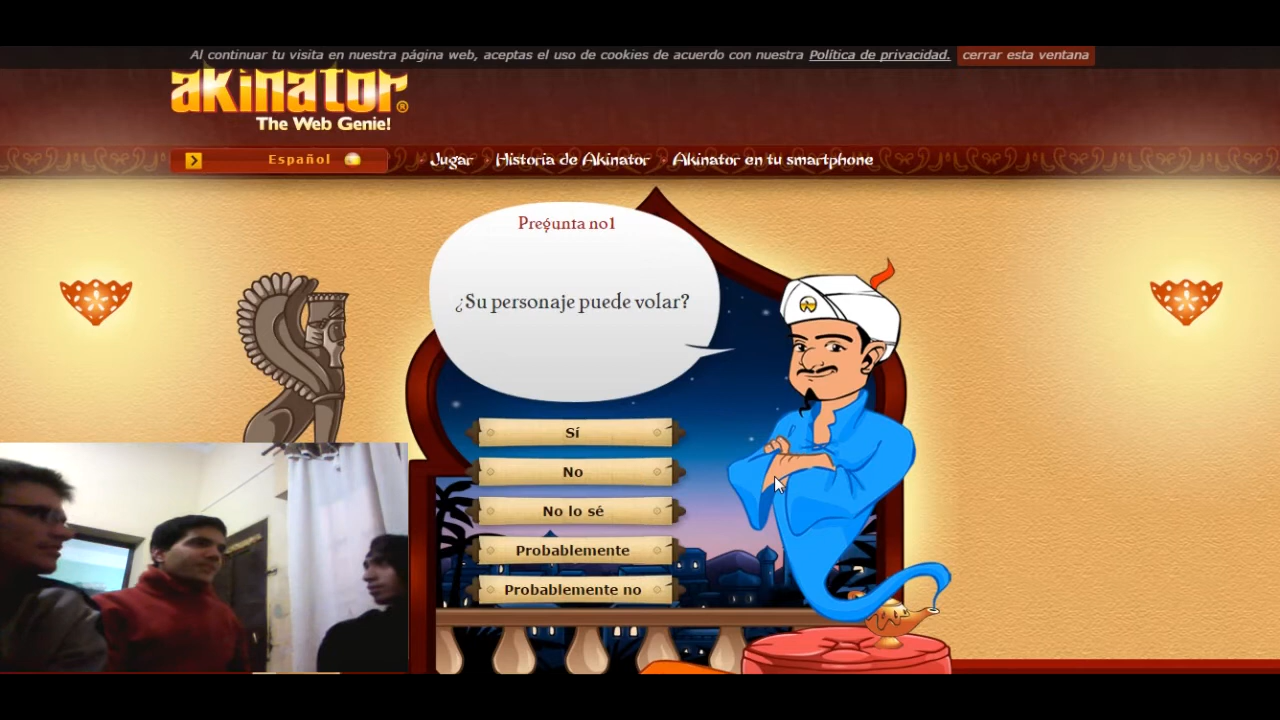 Al continuar tu visita en nuestra página web, aceptas el uso de cookies de acuerdo con nuestra Política de privacidad. cerrar esta ventana
akinator®
The Web Genie!
Español
Jugar · Historia de Akinator · Akinator en tu smartphone
Pregunta no1
¿Su personaje puede volar?
Sí
No
No lo sé
Probablemente
Probablemente no